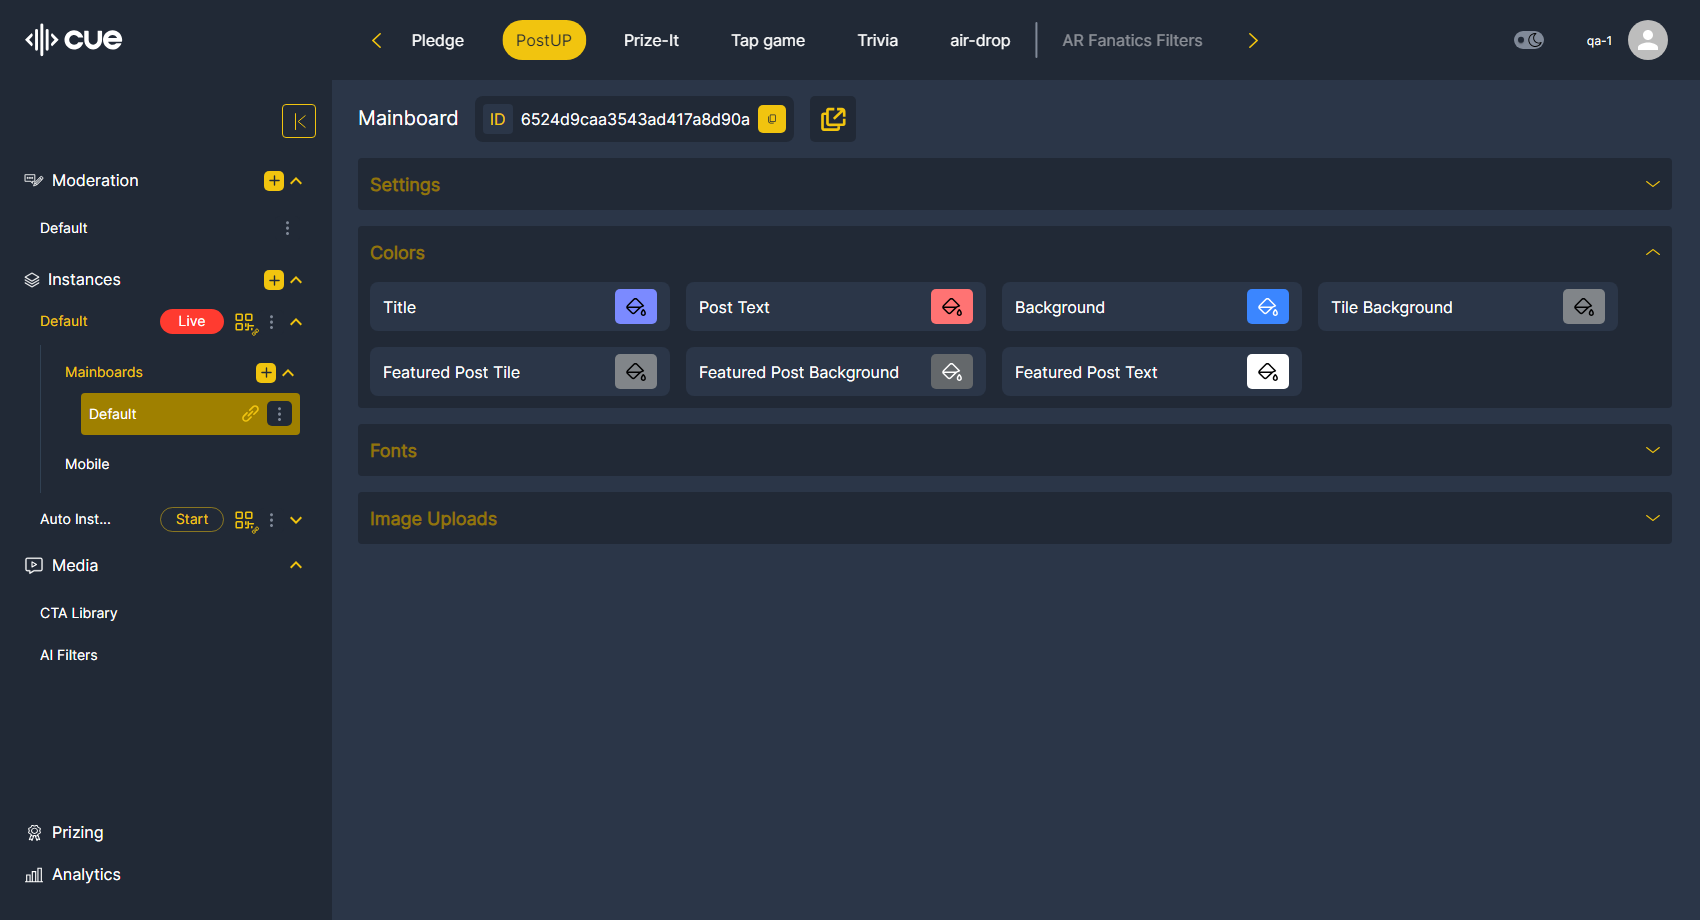 cue
Pledge
PostUP
Prize-It
Tap game
Trivia
air-drop
AR Fanatics Filters
qa-1
Mainboard
ID
6524d9caa3543ad417a8d90a
Moderation
Default
Instances
Default
Live
Mainboards
Default
Mobile
Auto Inst...
Start
Media
CTA Library
AI Filters
Prizing
Analytics
Settings
Colors
Title
Post Text
Background
Tile Background
Featured Post Tile
Featured Post Background
Featured Post Text
Fonts
Image Uploads